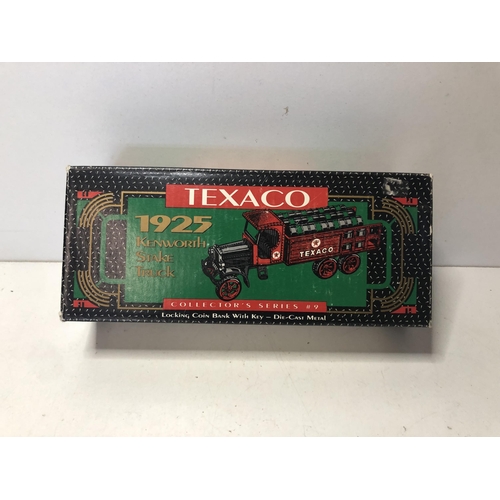 TEXACO
1925
KENWORTH
STAKE
TRUCK
TEXACO
COLLECTOR'S SERIES #9
LOCKING COIN BANK WITH KEY – DIE-CAST METAL